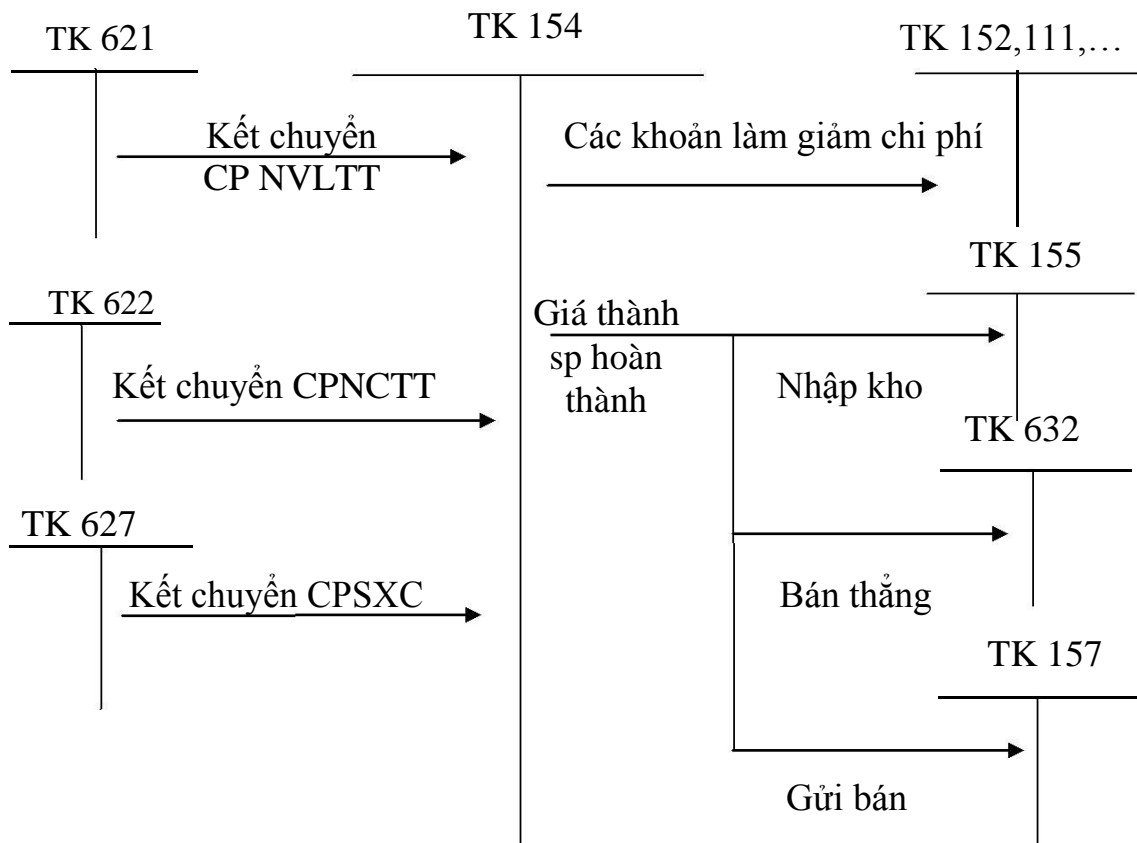 TK 621
TK 154
TK 152,111,…
Kết chuyển
CP NVLTT
Các khoản làm giảm chi phí
TK 155
TK 622
Giá thành
sp hoàn
thành
Kết chuyển CPNCTT
Nhập kho
TK 632
TK 627
Kết chuyển CPSXC
Bán thẳng
TK 157
Gửi bán